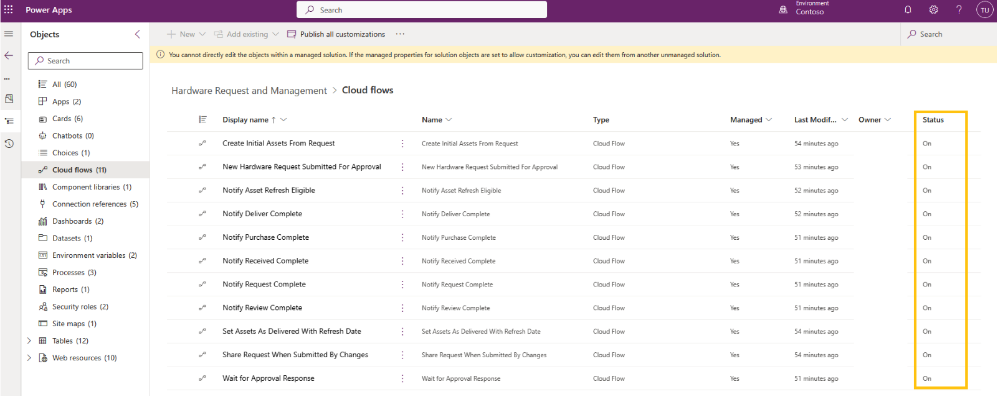 Power Apps
Search
Environment
Contoso
?
TU
Objects
New
Add existing
Publish all customizations
...
Search
Search
You cannot directly edit the objects within a managed solution. If the managed properties for solution objects are set to allow customization, you can edit them from another unmanaged solution.
All (60)
Apps (2)
Cards (6)
Chatbots (0)
Choices (1)
Cloud flows (11)
Component libraries (1)
Connection references (5)
Dashboards (2)
Datasets (1)
Environment variables (2)
Processes (3)
Reports (1)
Security roles (2)
Site maps (1)
Tables (12)
Web resources (10)
Hardware Request and Management > Cloud flows
Display name ↑ Name Type Managed Last Modif... Owner Status
Create Initial Assets From Request Create Initial Assets From Request Cloud Flow Yes 54 minutes ago On
New Hardware Request Submitted For Approval New Hardware Request Submitted For Approval Cloud Flow Yes 53 minutes ago On
Notify Asset Refresh Eligible Notify Asset Refresh Eligible Cloud Flow Yes 52 minutes ago On
Notify Deliver Complete Notify Deliver Complete Cloud Flow Yes 52 minutes ago On
Notify Purchase Complete Notify Purchase Complete Cloud Flow Yes 51 minutes ago On
Notify Received Complete Notify Received Complete Cloud Flow Yes 51 minutes ago On
Notify Request Complete Notify Request Complete Cloud Flow Yes 51 minutes ago On
Notify Review Complete Notify Review Complete Cloud Flow Yes 51 minutes ago On
Set Assets As Delivered With Refresh Date Set Assets As Delivered With Refresh Date Cloud Flow Yes 54 minutes ago On
Share Request When Submitted By Changes Share Request When Submitted By Changes Cloud Flow Yes 54 minutes ago On
Wait for Approval Response Wait for Approval Response Cloud Flow Yes 51 minutes ago On